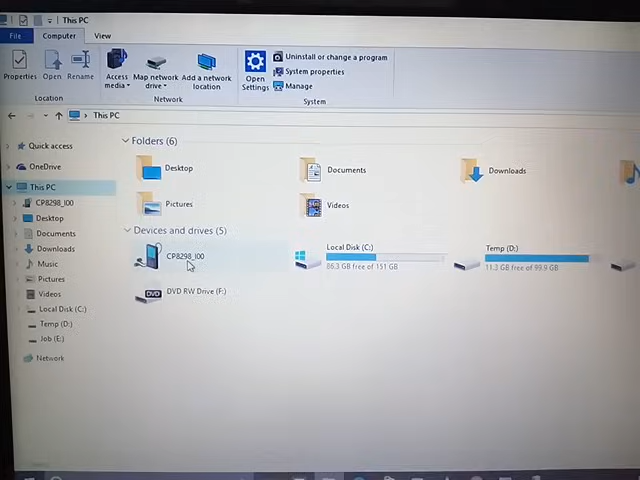 This PC
File Computer View
Properties Open Rename Access media Map network drive Add a network location Open Settings Uninstall or change a program
System properties
Manage
Location Network System
This PC
Quick access
OneDrive
This PC
CP8298_I00
Desktop
Documents
Downloads
Music
Pictures
Videos
Local Disk (C:)
Temp (D:)
Job (E:)
Network
Folders (6)
Desktop Documents Downloads
Pictures Videos
Devices and drives (5)
CP8298_I00
Local Disk (C:)
86.3 GB free of 151 GB
Temp (D:)
11.3 GB free of 99.9 GB
DVD RW Drive (F:)
DVD